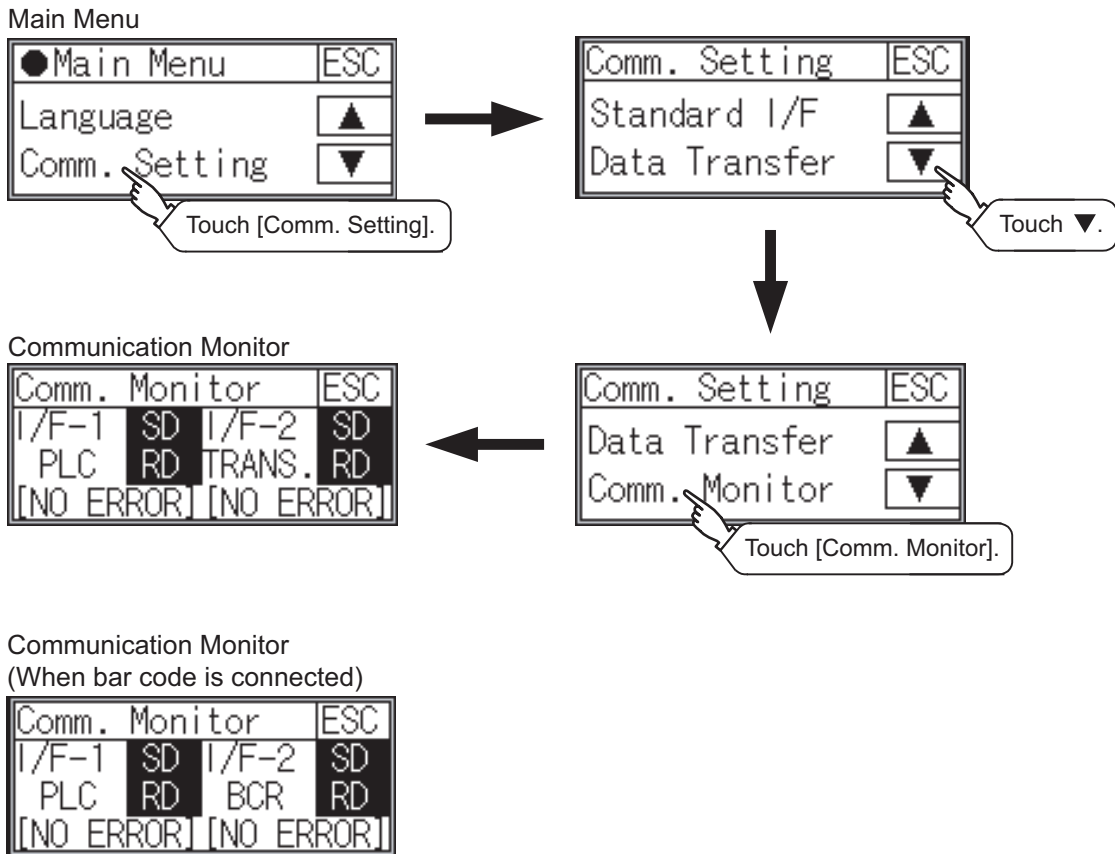 Main Menu
●Main Menu ESC
Language ▲
Comm. Setting ▼
Touch [Comm. Setting].
Comm. Setting ESC
Standard I/F ▲
Data Transfer ▼
Touch ▼.
Comm. Setting ESC
Data Transfer ▲
Comm. Monitor ▼
Touch [Comm. Monitor].
Communication Monitor
Comm. Monitor ESC
I/F-1 SD I/F-2 SD
PLC RD TRANS. RD
[NO ERROR] [NO ERROR]
Communication Monitor
(When bar code is connected)
Comm. Monitor ESC
I/F-1 SD I/F-2 SD
PLC RD BCR RD
[NO ERROR] [NO ERROR]